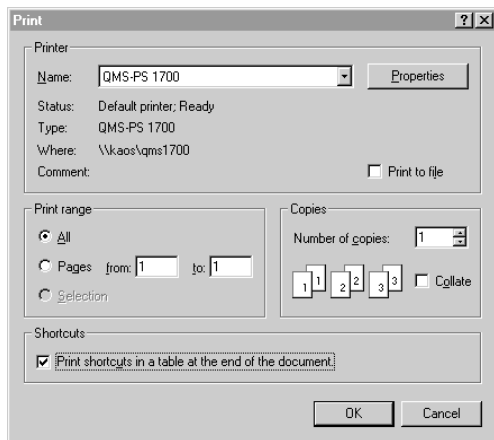 Print
Printer
Name: QMS-PS 1700 Properties
Status: Default printer; Ready
Type: QMS-PS 1700
Where: \\kaos\qms1700
Comment: Print to file
Print range
All
Pages from: 1 to: 1
Selection
Copies
Number of copies: 1
1 1 2 2 3 3 Collate
Shortcuts
Print shortcuts in a table at the end of the document.
OK Cancel